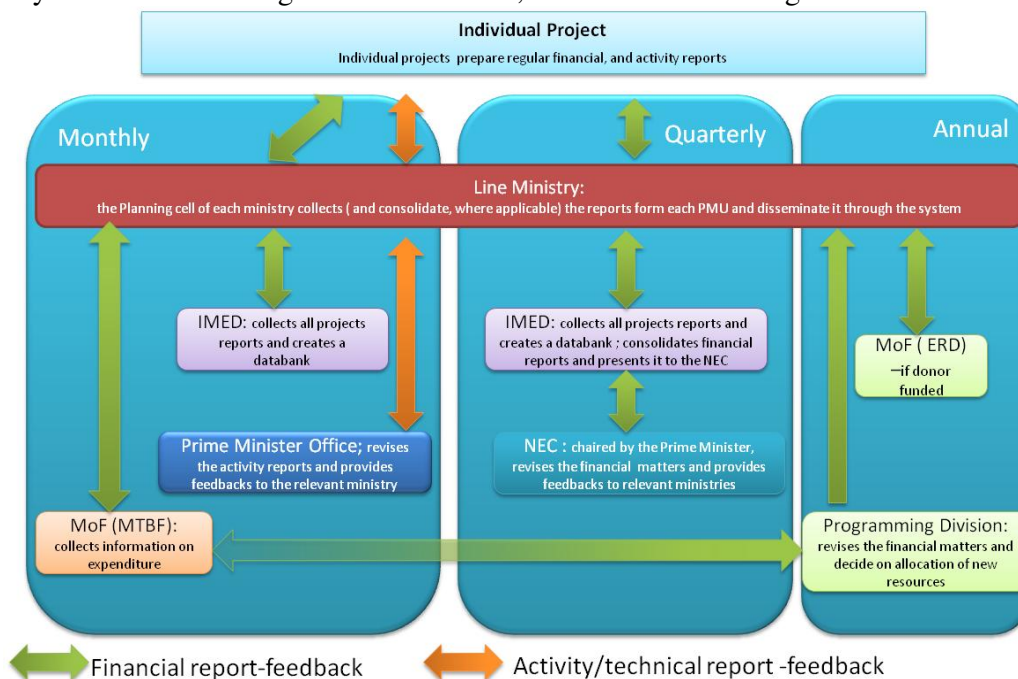 Individual Project
Individual projects prepare regular financial, and activity reports
Monthly
Quarterly
Annual
Line Ministry:
the Planning cell of each ministry collects ( and consolidate, where applicable) the reports form each PMU and disseminate it through the system
IMED: collects all projects
reports and creates a
databank
IMED: collects all projects reports and
creates a databank ; consolidates financial
reports and presents it to the NEC
MoF ( ERD)
–if donor
funded
Prime Minister Office; revises
the activity reports and provides
feedbacks to the relevant ministry
NEC : chaired by the Prime Minister,
revises the financial matters and provides
feedbacks to relevant ministries
MoF (MTBF):
collects information on
expenditure
Programming Division:
revises the financial matters and
decide on allocation of new
resources
Financial report-feedback
Activity/technical report -feedback